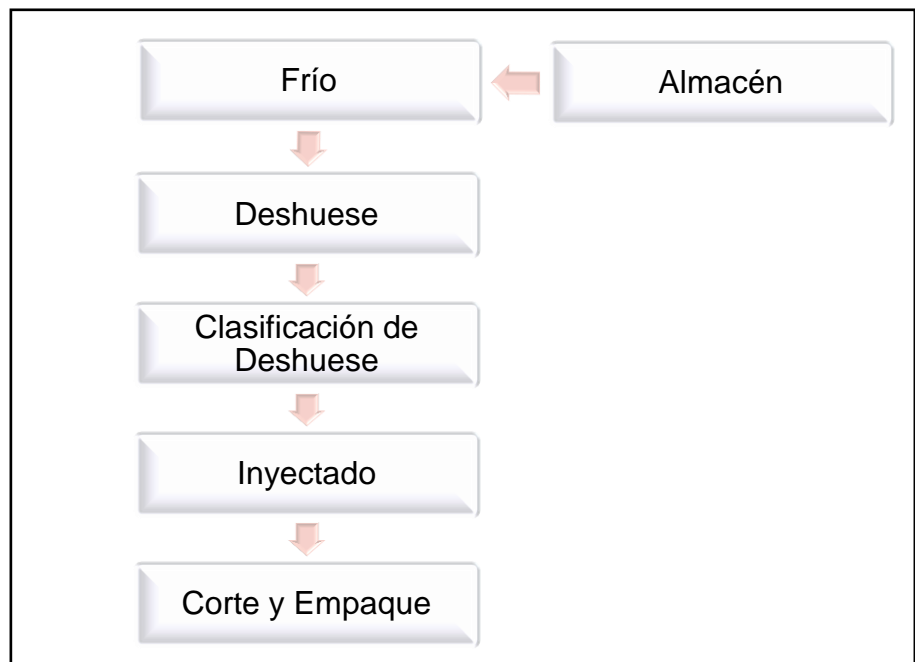 Frío
Almacén
Deshuese
Clasificación de
Deshuese
Inyectado
Corte y Empaque